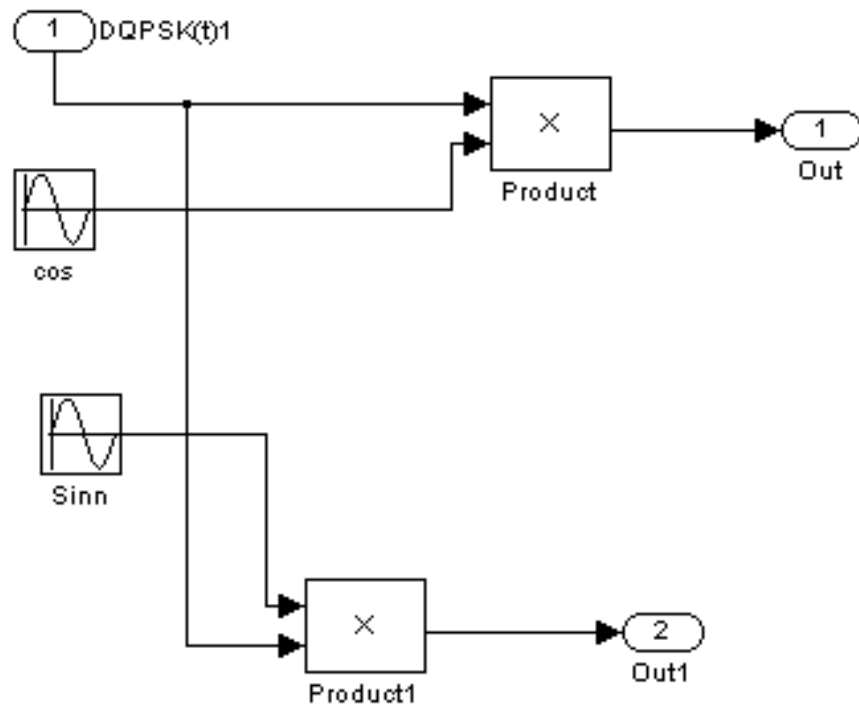 1 DQPSK(t)1
×
Product
1
Out
cos
Sinn
×
Product1
2
Out1